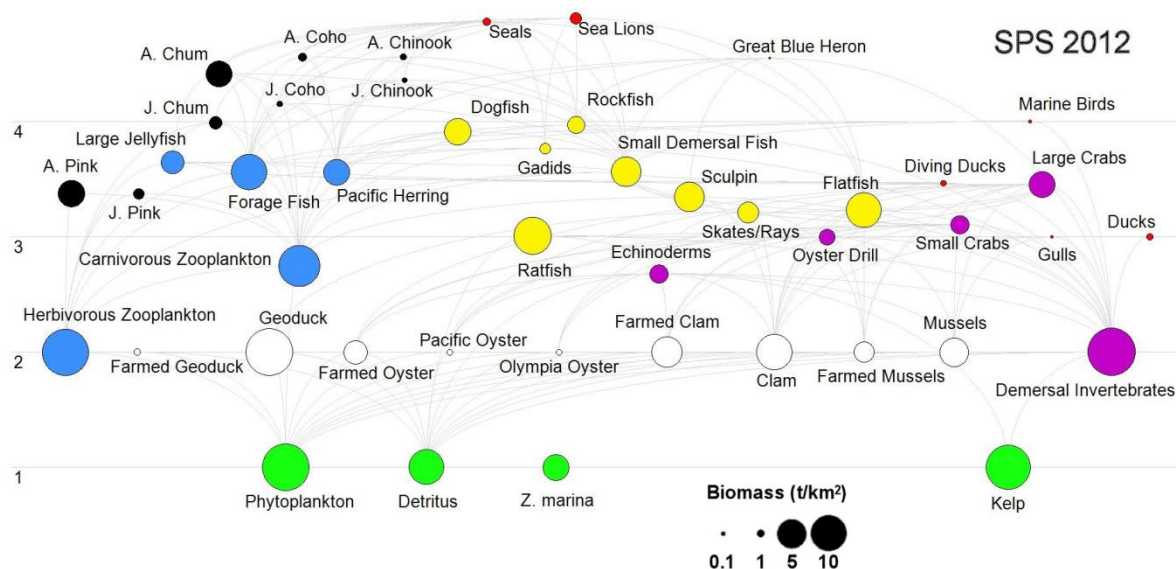 SPS 2012
Seals
Sea Lions
A. Coho
A. Chinook
Great Blue Heron
A. Chum
J. Coho
J. Chinook
Rockfish
Dogfish
Marine Birds
J. Chum
4
Large Jellyfish
Small Demersal Fish
Gadids
Diving Ducks
Large Crabs
A. Pink
Sculpin
Flatfish
J. Pink
Forage Fish
Pacific Herring
Skates/Rays
Ducks
3
Carnivorous Zooplankton
Ratfish
Echinoderms
Oyster Drill
Small Crabs
Gulls
Herbivorous Zooplankton
Geoduck
Pacific Oyster
Farmed Clam
Mussels
2
Farmed Geoduck
Farmed Oyster
Olympia Oyster
Clam
Farmed Mussels
Demersal Invertebrates
1
Phytoplankton
Detritus
Z. marina
Kelp
Biomass (t/km²)
0.1 1 5 10